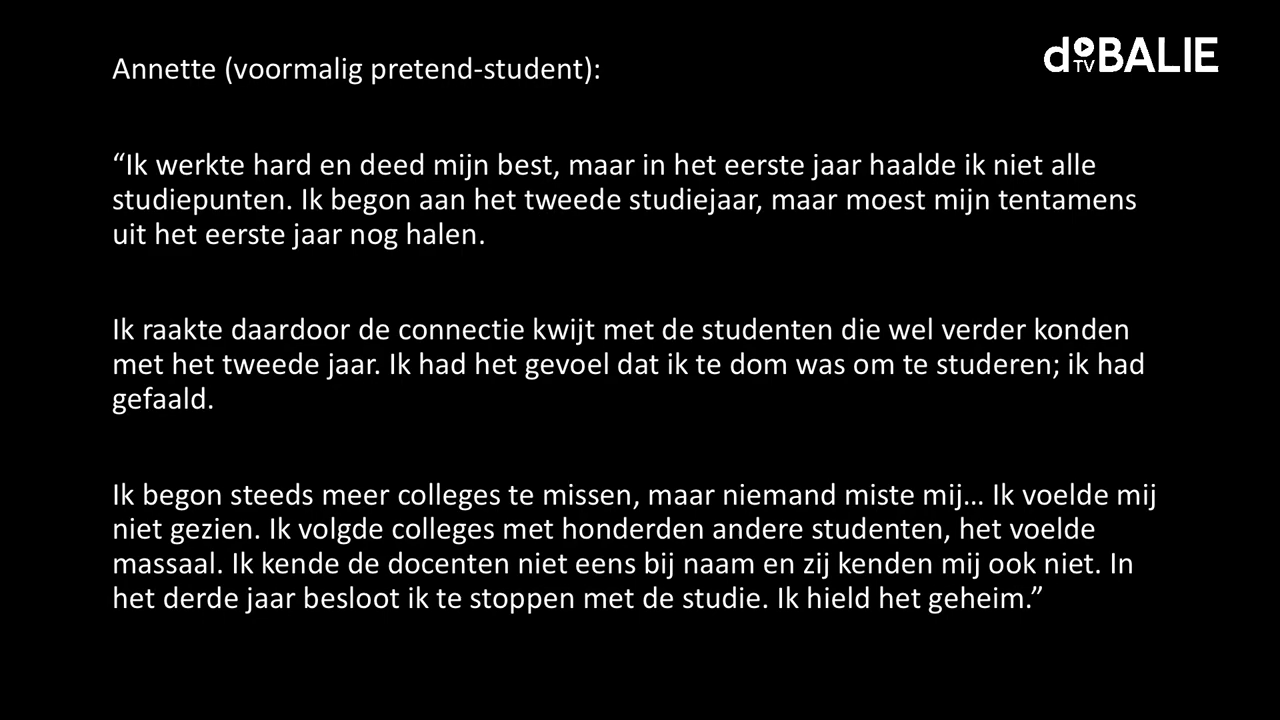 Annette (voormalig pretend-student):
de BALIE
TV
“Ik werkte hard en deed mijn best, maar in het eerste jaar haalde ik niet alle
studiepunten. Ik begon aan het tweede studiejaar, maar moest mijn tentamens
uit het eerste jaar nog halen.
Ik raakte daardoor de connectie kwijt met de studenten die wel verder konden
met het tweede jaar. Ik had het gevoel dat ik te dom was om te studeren; ik had
gefaald.
Ik begon steeds meer colleges te missen, maar niemand miste mij… Ik voelde mij
niet gezien. Ik volgde colleges met honderden andere studenten, het voelde
massaal. Ik kende de docenten niet eens bij naam en zij kenden mij ook niet. In
het derde jaar besloot ik te stoppen met de studie. Ik hield het geheim.”